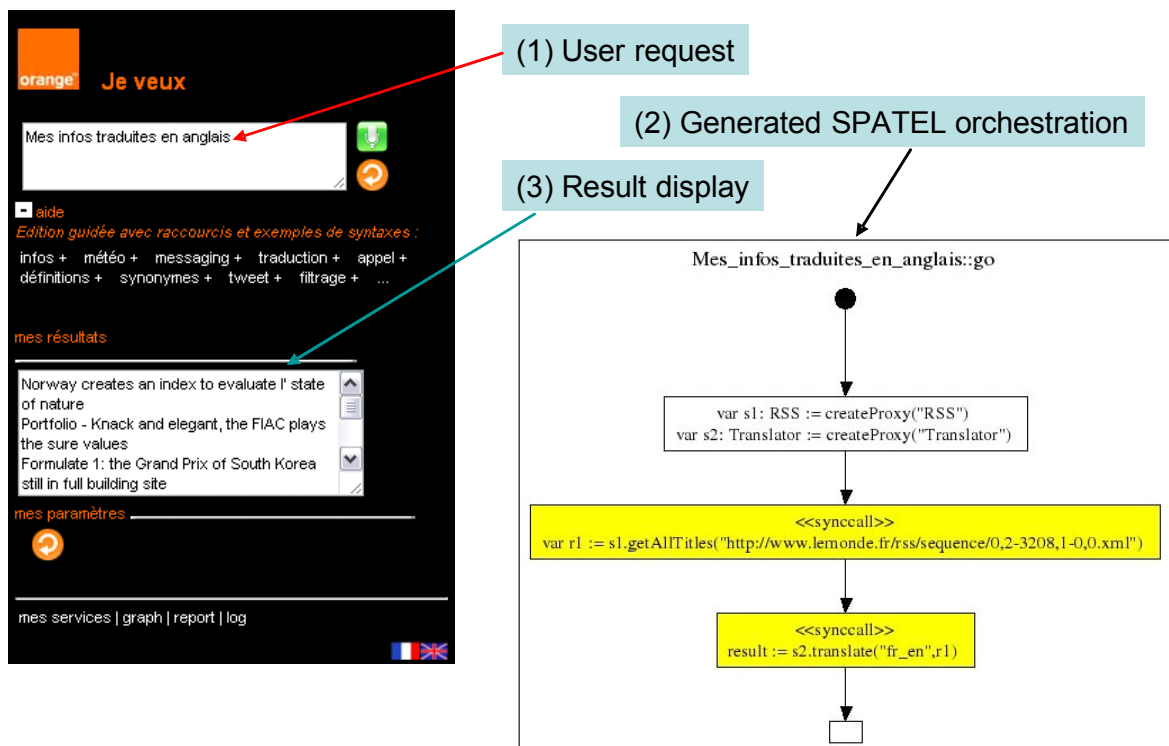 orange™
Je veux
Mes infos traduites en anglais
- aide
Edition guidée avec raccourcis et exemples de syntaxes :
infos + météo + messaging + traduction + appel +
définitions + synonymes + tweet + filtrage + ...
mes résultats
Norway creates an index to evaluate l' state
of nature
Portfolio - Knack and elegant, the FIAC plays
the sure values
Formulate 1: the Grand Prix of South Korea
still in full building site
mes paramètres
mes services | graph | report | log
(1) User request
(2) Generated SPATEL orchestration
(3) Result display
Mes_infos_traduites_en_anglais::go
var s1: RSS := createProxy("RSS")
var s2: Translator := createProxy("Translator")
<<synccall>>
var r1 := s1.getAllTitles("http://www.lemonde.fr/rss/sequence/0,2-3208,1-0,0.xml")
<<synccall>>
result := s2.translate("fr_en",r1)